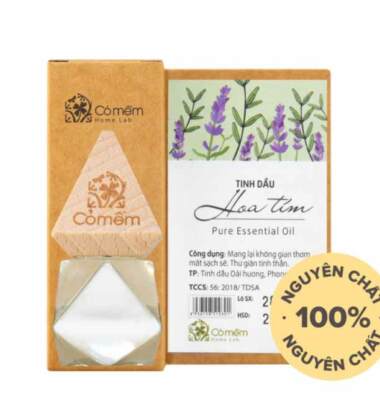 Cỏ mềm
Home Lab
Cỏ mềm
TINH DẦU
Hoa tím
Pure Essential Oil
Công dụng: Mang lại không gian thơm
mát sạch sẽ. Thư giãn tinh thần.
TP: Tinh dầu Oải hương, Phong
TCCS: 56: 2018/ TDSA
Lô SX:
HSD:
Cỏ mềm
Home Lab
NGUYÊN CHẤT
100%
NGUYÊN CHẤT